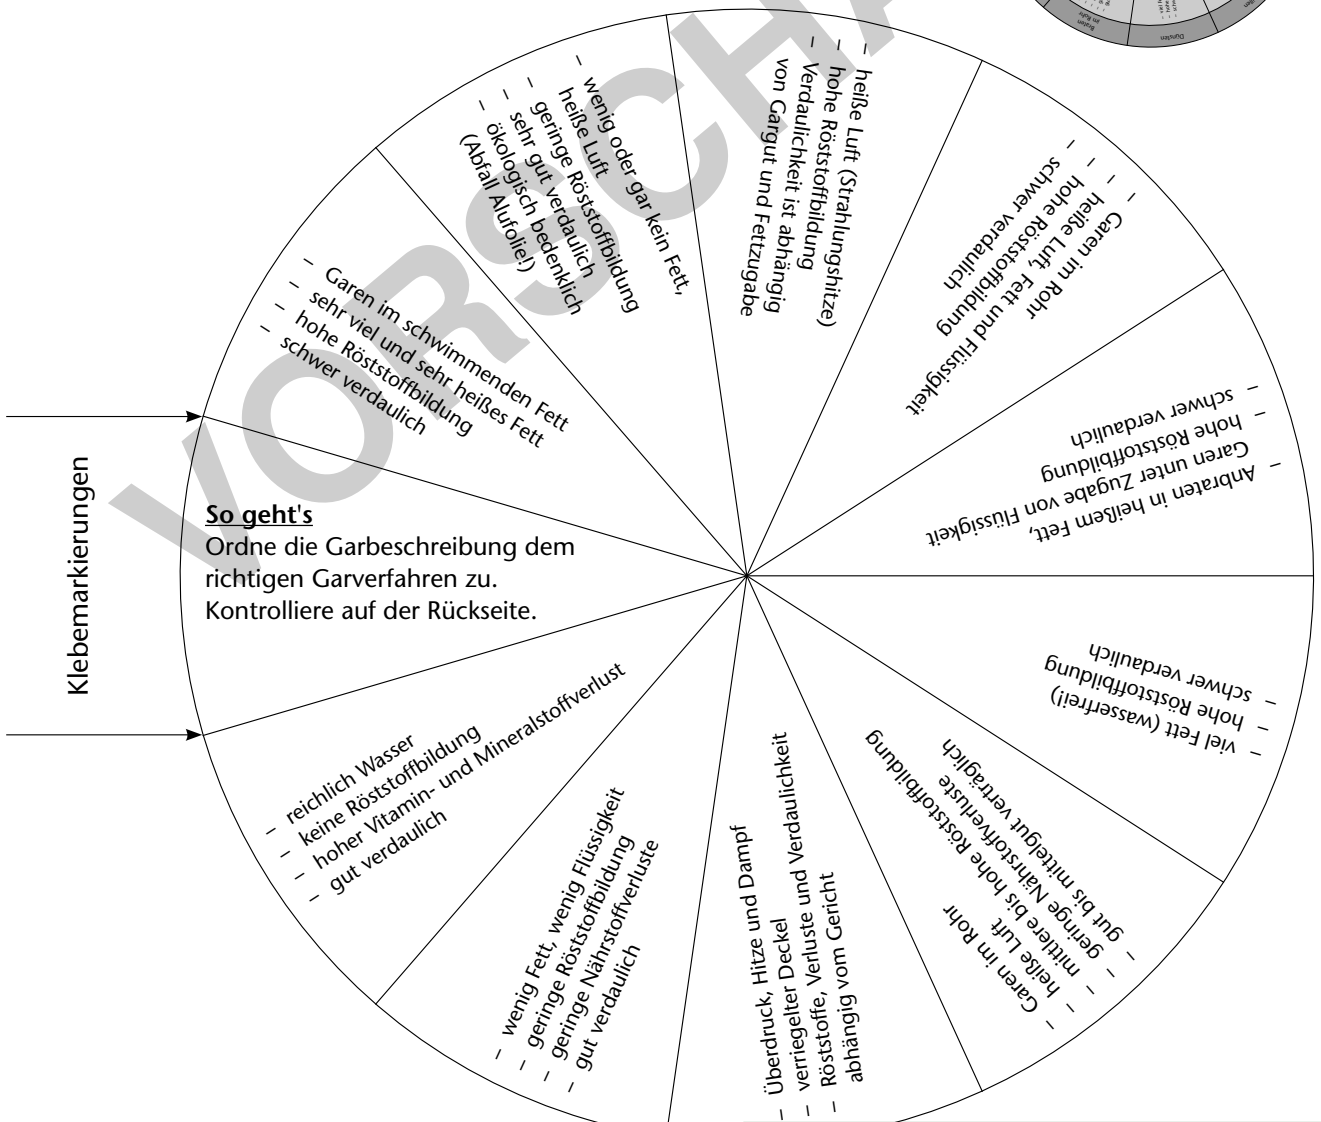 Klebemarkierungen
So geht's
Ordne die Garbeschreibung dem
richtigen Garverfahren zu.
Kontrolliere auf der Rückseite.
– Garen im schwimmenden Fett
– sehr viel und sehr heißes Fett
– hohe Röststoffbildung
– schwer verdaulich
– wenig oder gar kein Fett,
heiße Luft
– geringe Röststoffbildung
– sehr gut verdaulich
– ökologisch bedenklich
(Abfall Alufolie!)
– heiße Luft (Strahlungshitze)
– hohe Röststoffbildung
– Verdaulichkeit ist abhängig
von Gargut und Fettzugabe
– Garen im Rohr
– heiße Luft, Fett und Flüssigkeit
– hohe Röststoffbildung
– schwer verdaulich
– Anbraten in heißem Fett,
Garen unter Zugabe von Flüssigkeit
– hohe Röststoffbildung
– schwer verdaulich
– viel Fett (wasserfrei!)
– hohe Röststoffbildung
– schwer verdaulich
– Garen im Rohr
– heiße Luft
– mittlere bis hohe Röststoffbildung
– geringe Nährstoffverluste
– gut bis mittelgut verträglich
– Überdruck, Hitze und Dampf
– verriegelter Deckel
– Röststoffe, Verluste und Verdaulichkeit
abhängig vom Gericht
– wenig Fett, wenig Flüssigkeit
– geringe Röststoffbildung
– geringe Nährstoffverluste
– gut verdaulich
– reichlich Wasser
– keine Röststoffbildung
– hoher Vitamin- und Mineralstoffverlust
– gut verdaulich
Braten
im Rohr
Dünsten
VORSCHA